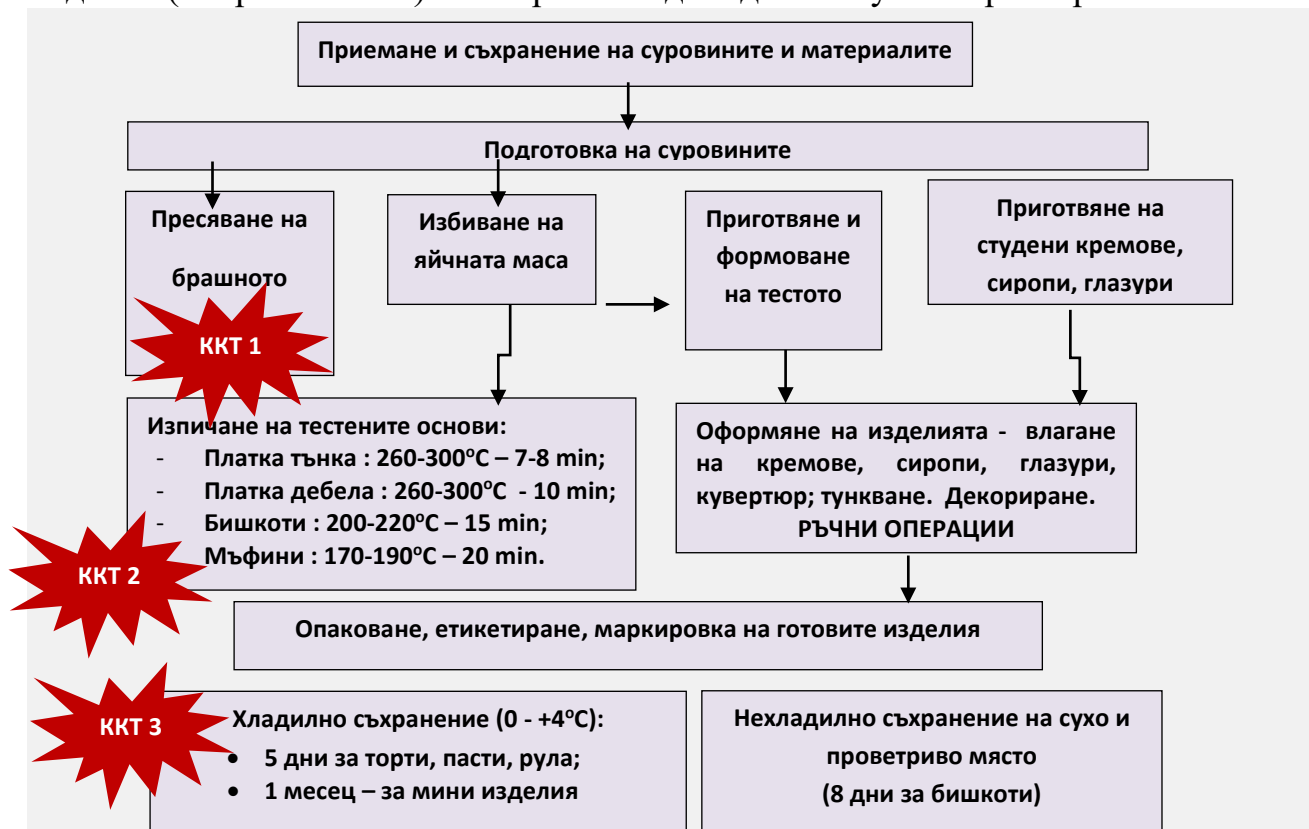 Приемане и съхранение на суровините и материалите
Подготовка на суровините
Пресяване на
брашното
ККТ 1
Избиване на
яйчната маса
Приготвяне и
формоване
на тестото
Приготвяне на
студени кремове,
сиропи, глазури
Изпичане на тестените основи:
- Платка тънка : 260-300°C – 7-8 min;
- Платка дебела : 260-300°C - 10 min;
- Бишкоти : 200-220°C – 15 min;
Мъфини : 170-190°C – 20 min.
ККТ 2
Оформяне на изделията - влагане
на кремове, сиропи, глазури,
кувертюр; тункване. Декориране.
РЪЧНИ ОПЕРАЦИИ
Опаковане, етикетиране, маркировка на готовите изделия
ККТ 3
Хладилно съхранение (0 - +4°C):
• 5 дни за торти, пасти, рула;
• 1 месец – за мини изделия
Нехладилно съхранение на сухо и
проветриво място
(8 дни за бишкоти)